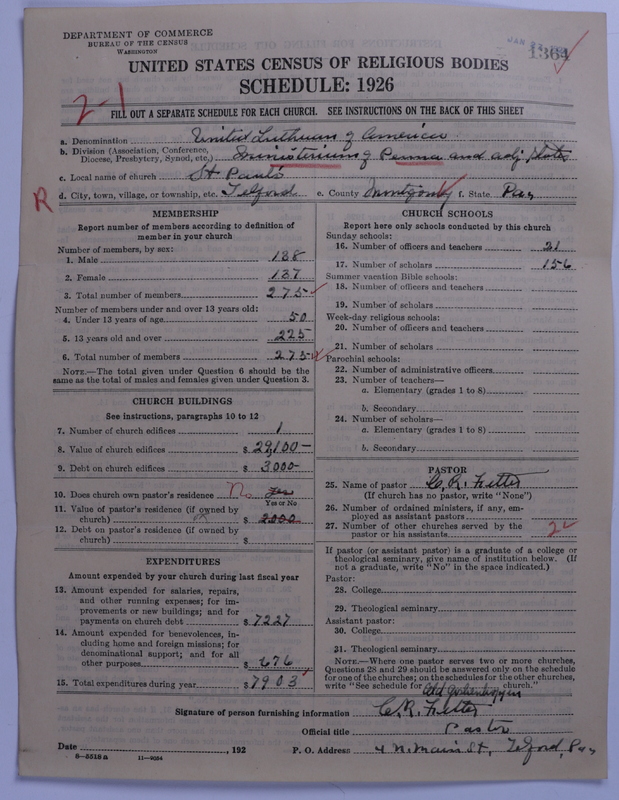 DEPARTMENT OF COMMERCE
BUREAU OF THE CENSUS
WASHINGTON
1364
UNITED STATES CENSUS OF RELIGIOUS BODIES
SCHEDULE: 1926
2-1
FILL OUT A SEPARATE SCHEDULE FOR EACH CHURCH. SEE INSTRUCTIONS ON THE BACK OF THIS SHEET
a. Denomination United Lutheran of America
b. Division (Association, Conference, Diocese, Presbytery, Synod, etc.) Ministerium of Penna and adj States
c. Local name of church St Paul's
R
d. City, town, village, or township, etc. Telford e. County Montgomery f. State Pa
MEMBERSHIP
Report number of members according to definition of
member in your church
Number of members, by sex:
1. Male 138
2. Female 137
3. Total number of members 275
Number of members under and over 13 years old:
4. Under 13 years of age 50
5. 13 years old and over 225
6. Total number of members 275
NOTE.—The total given under Question 6 should be the
same as the total of males and females given under Question 3.
CHURCH BUILDINGS
See instructions, paragraphs 10 to 12
7. Number of church edifices 1
8. Value of church edifices $ 29,100—
9. Debt on church edifices $ 3000—
10. Does church own pastor's residence No Yes
Yes or No
11. Value of pastor's residence (if owned by
church) $ 2000
12. Debt on pastor's residence (if owned by
church) $
EXPENDITURES
Amount expended by your church during last fiscal year
13. Amount expended for salaries, repairs,
and other running expenses; for im-
provements or new buildings; and for
payments on church debt $ 7227
14. Amount expended for benevolences, in-
cluding home and foreign missions; for
denominational support; and for all
other purposes $ 676
15. Total expenditures during year $ 7903
CHURCH SCHOOLS
Report here only schools conducted by this church
Sunday schools:
16. Number of officers and teachers 21
17. Number of scholars 156
Summer vacation Bible schools:
18. Number of officers and teachers
19. Number of scholars
Week-day religious schools:
20. Number of officers and teachers
21. Number of scholars
Parochial schools:
22. Number of administrative officers
23. Number of teachers—
a. Elementary (grades 1 to 8)
b. Secondary
24. Number of scholars—
a. Elementary (grades 1 to 8)
b. Secondary
PASTOR
25. Name of pastor C. R. Fetter
(If church has no pastor, write "None")
26. Number of ordained ministers, if any, em-
ployed as assistant pastors
27. Number of other churches served by the
pastor or his assistants 2
If pastor (or assistant pastor) is a graduate of a college or
theological seminary, give name of institution below. (If
not a graduate, write "No" in the space indicated.)
Pastor:
28. College
29. Theological seminary
Assistant pastor:
30. College
31. Theological seminary
NOTE.—Where one pastor serves two or more churches,
Questions 28 and 29 should be answered only on the schedule
for one of the churches; on the schedules for the other churches,
write "See schedule for Old Goshenhoppen church."
Signature of person furnishing information C. R. Fetter
Official title Pastor
Date , 192 P. O. Address 4 N. Main St, Telford, Pa
8—5518 a 11—9034